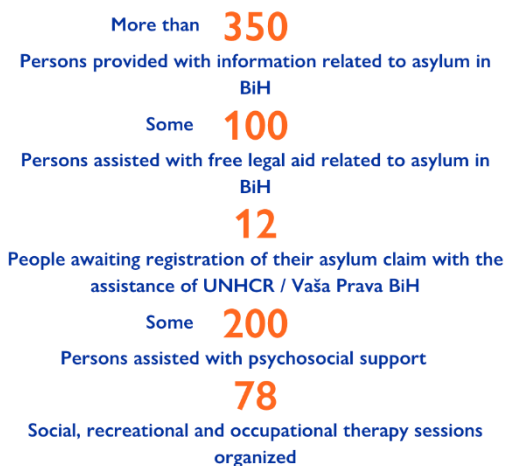 More than 350
Persons provided with information related to asylum in
BiH
Some 100
Persons assisted with free legal aid related to asylum in
BiH
12
People awaiting registration of their asylum claim with the
assistance of UNHCR / Vaša Prava BiH
Some 200
Persons assisted with psychosocial support
78
Social, recreational and occupational therapy sessions
organized